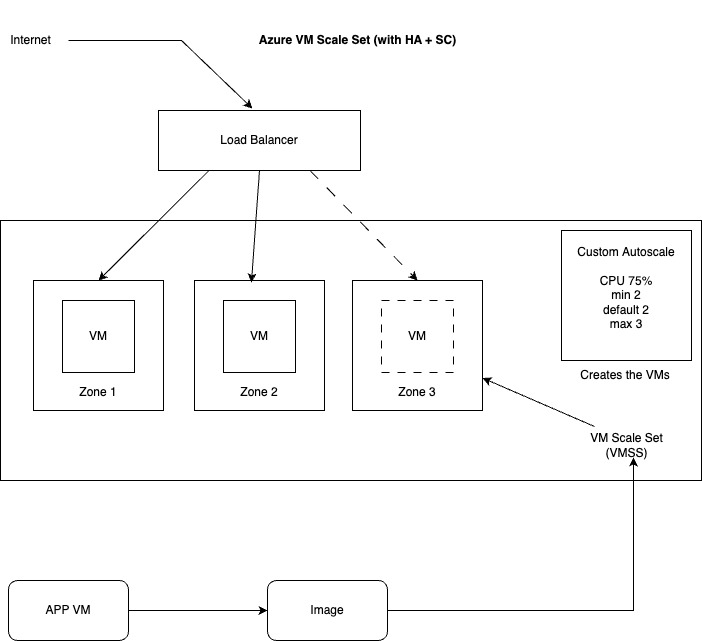 Internet
Azure VM Scale Set (with HA + SC)
Load Balancer
Custom Autoscale
CPU 75%
min 2
default 2
max 3
VM
VM
VM
Zone 1
Zone 2
Zone 3
Creates the VMs
VM Scale Set
(VMSS)
APP VM
Image